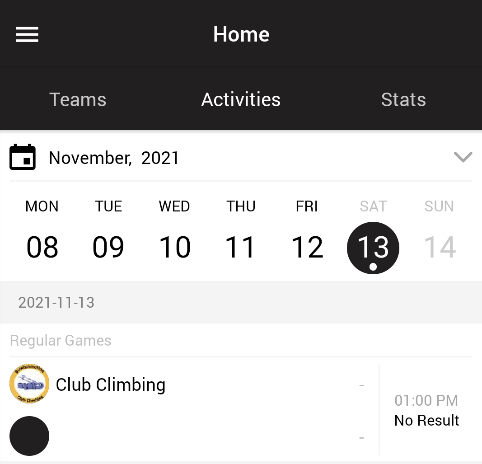 Home
Teams Activities Stats
November, 2021
MON TUE WED THU FRI SAT SUN
08 09 10 11 12 13 14
2021-11-13
Regular Games
Club Climbing -
01:00 PM
No Result
-